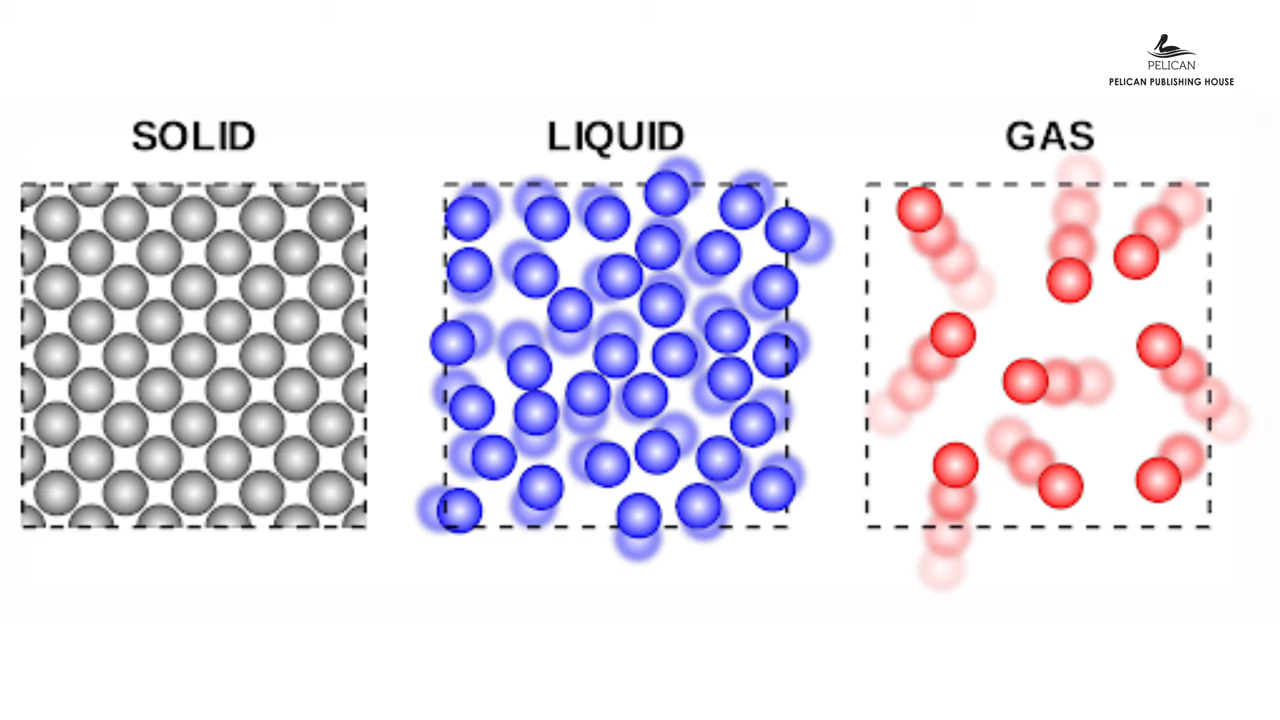 PELICAN
PELICAN PUBLISHING HOUSE
SOLID
LIQUID
GAS